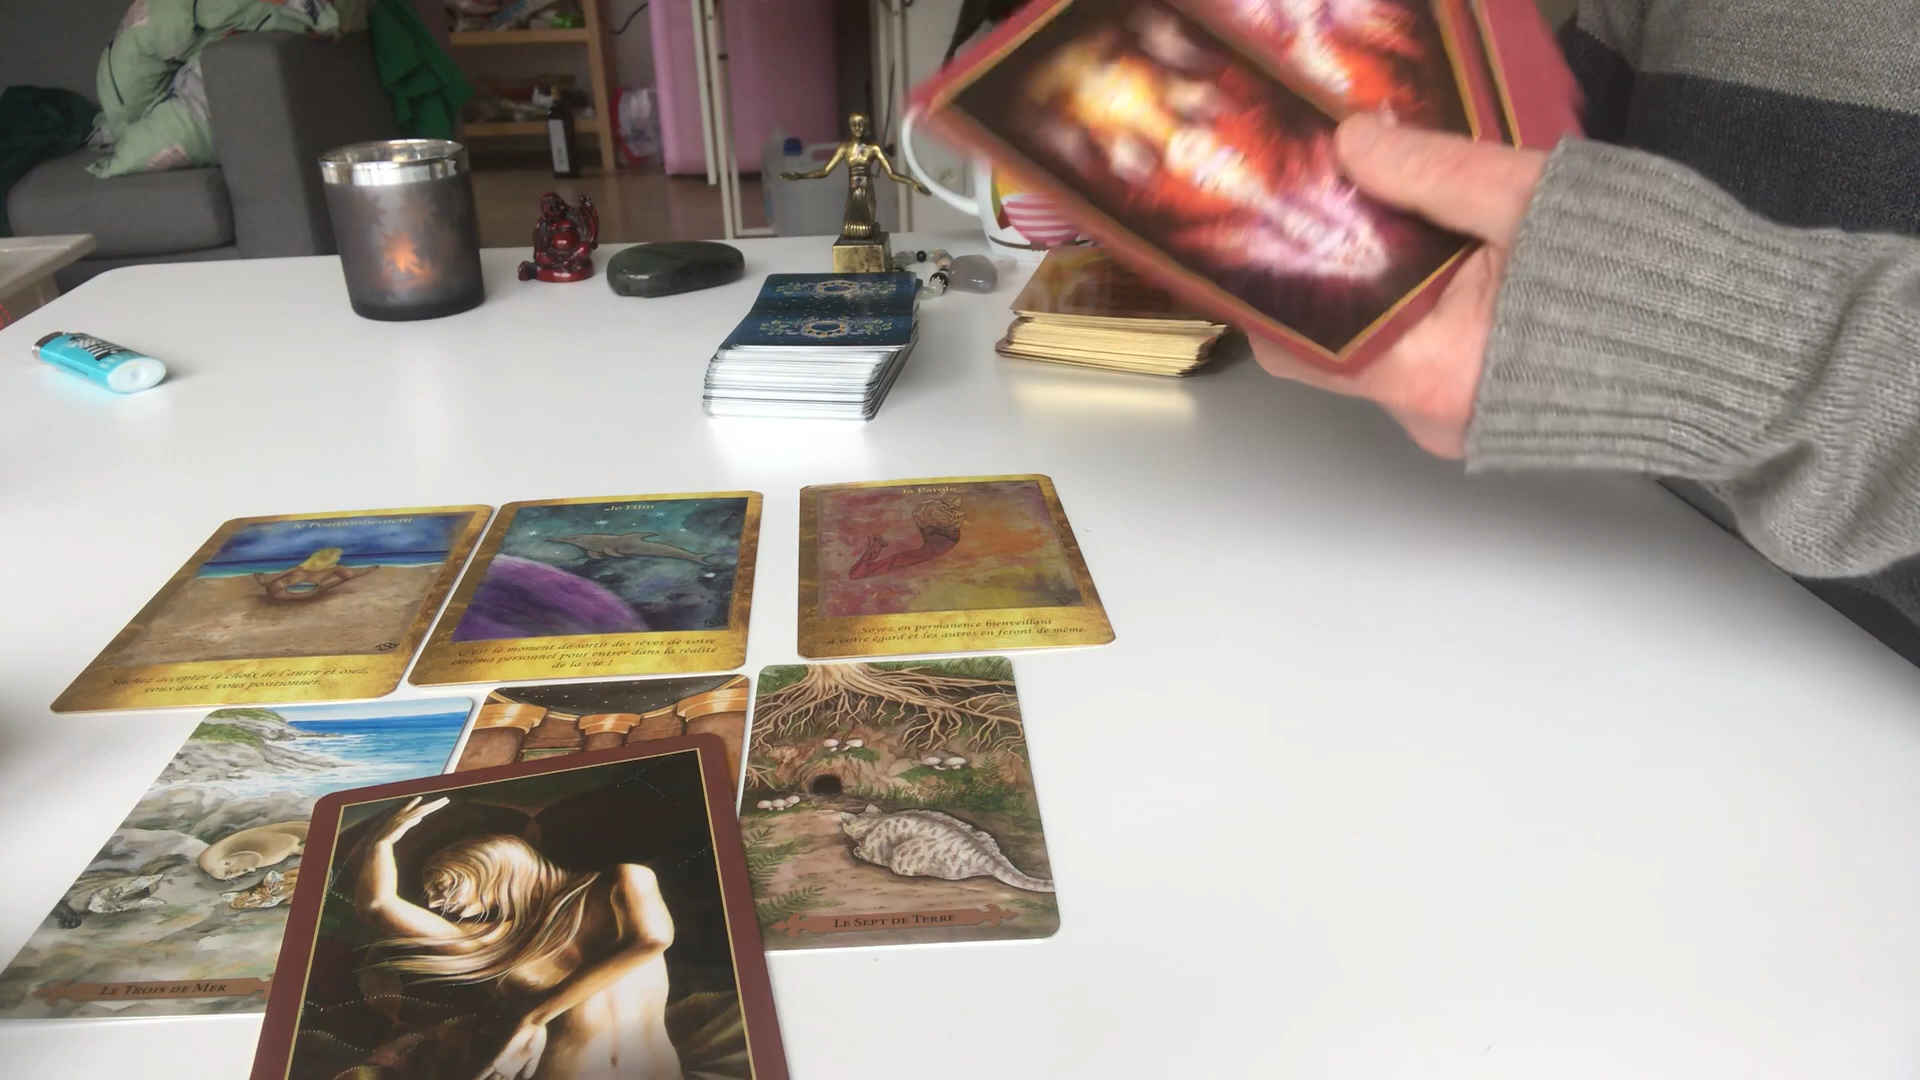 le Positionnement
Sachez accepter le choix de l'autre et osez,
vous aussi, vous positionner.
le Film
C'est le moment de sortir des rêves de votre
cinéma personnel pour entrer dans la réalité
de la vie !
la Parole
Soyez en permanence bienveillant
à votre égard et les autres en feront de même.
LE TROIS DE MER
LE SEPT DE TERRE